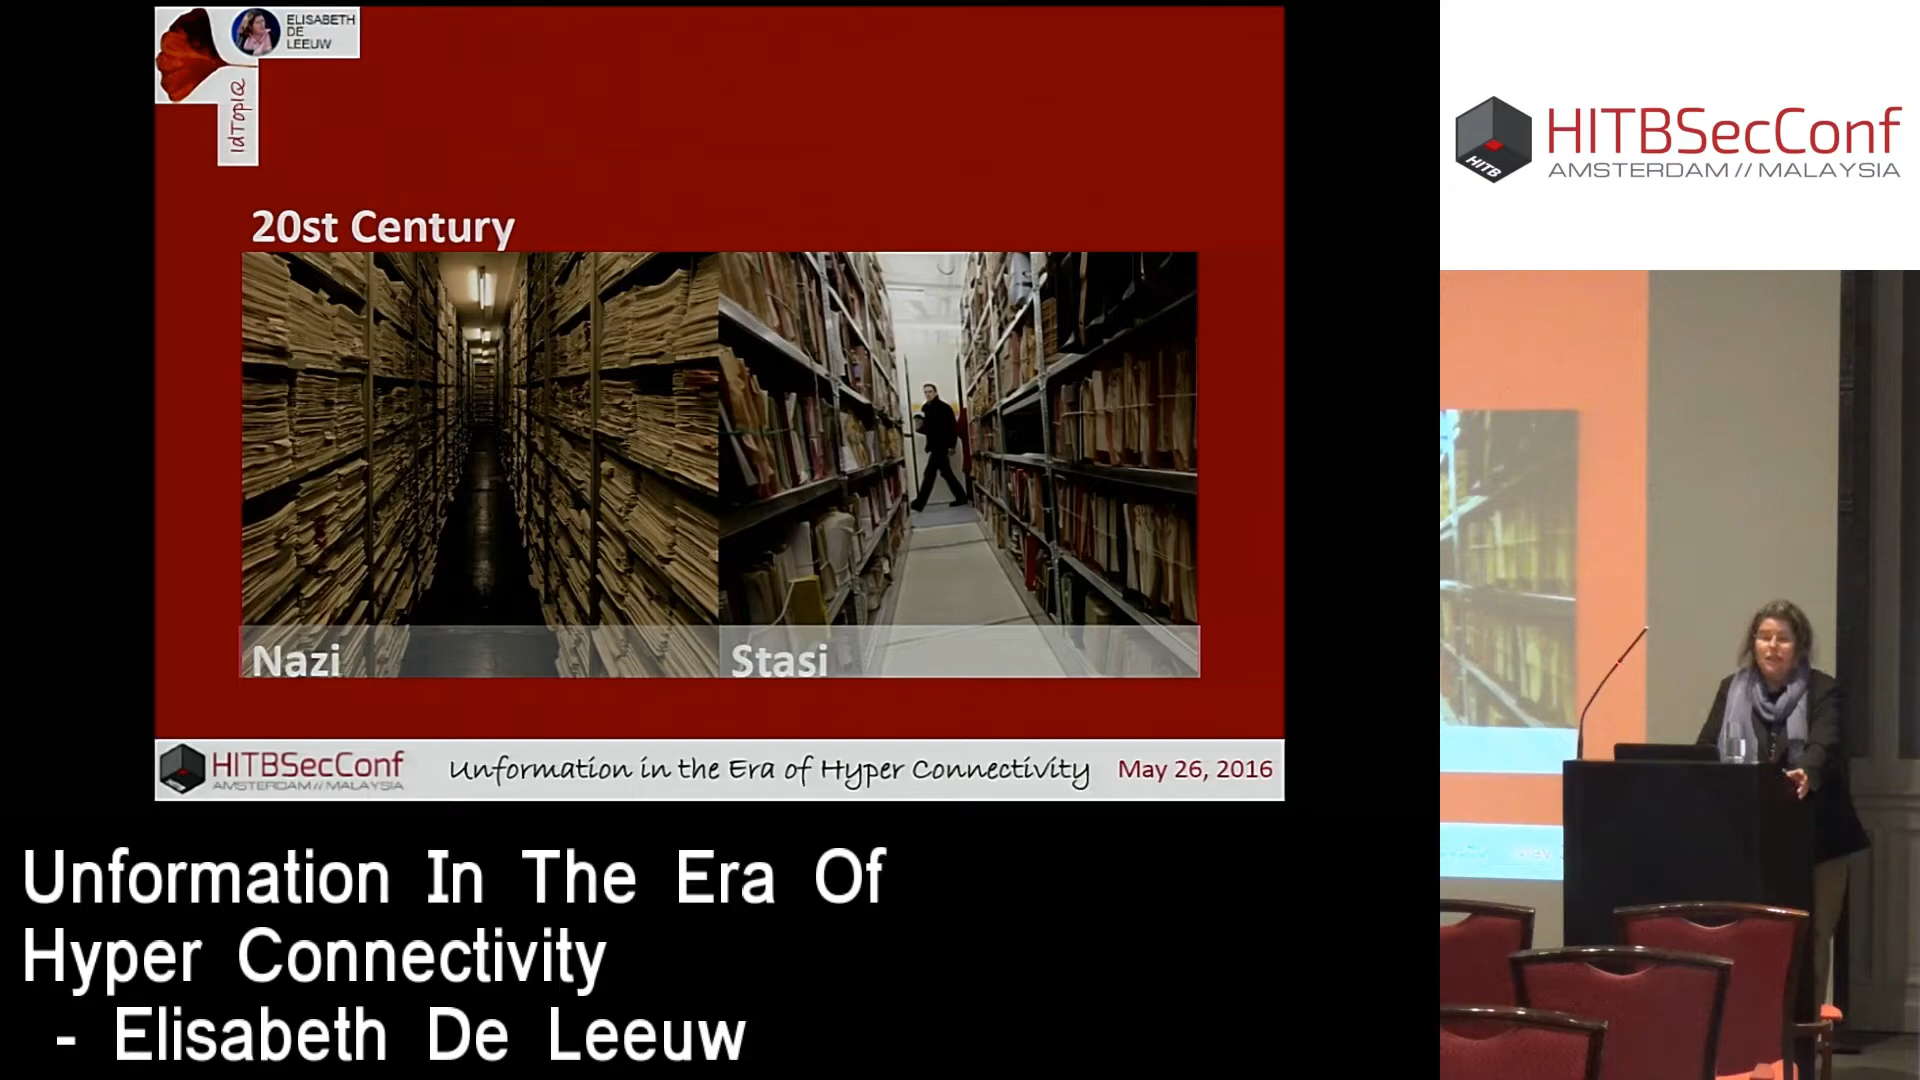 ELISABETH
DE
LEEUW
IdTopIQ
20st Century
Nazi
Stasi
HITBSecConf
AMSTERDAM // MALAYSIA
Unformation in the Era of Hyper Connectivity
May 26, 2016
HITB
HITBSecConf
AMSTERDAM // MALAYSIA
Unformation In The Era Of
Hyper Connectivity
- Elisabeth De Leeuw